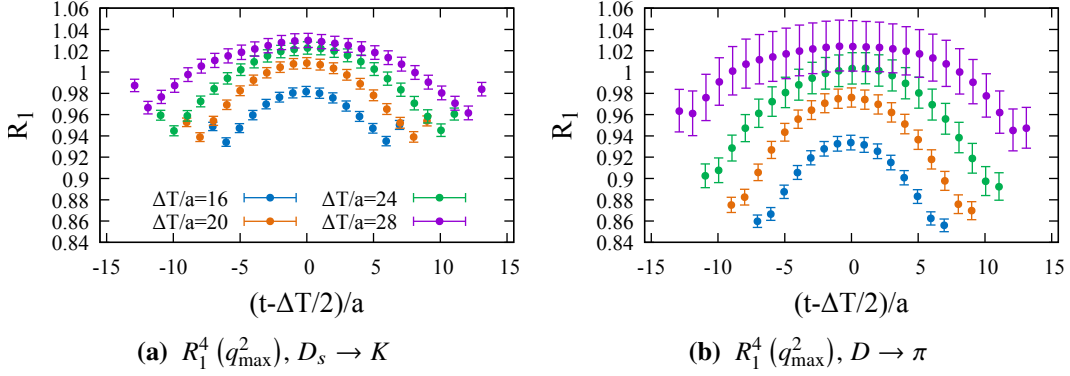 1.06
1.04
1.02
1
0.98
0.96
0.94
0.92
0.9
0.88
0.86
0.84
R₁
ΔT/a=16
ΔT/a=20
ΔT/a=24
ΔT/a=28
-15 -10 -5 0 5 10 15
(t-ΔT/2)/a
(a) R₁⁴ (q²max), Dₛ → K
1.06
1.04
1.02
1
0.98
0.96
0.94
0.92
0.9
0.88
0.86
0.84
R₁
-15 -10 -5 0 5 10 15
(t-ΔT/2)/a
(b) R₁⁴ (q²max), D → π